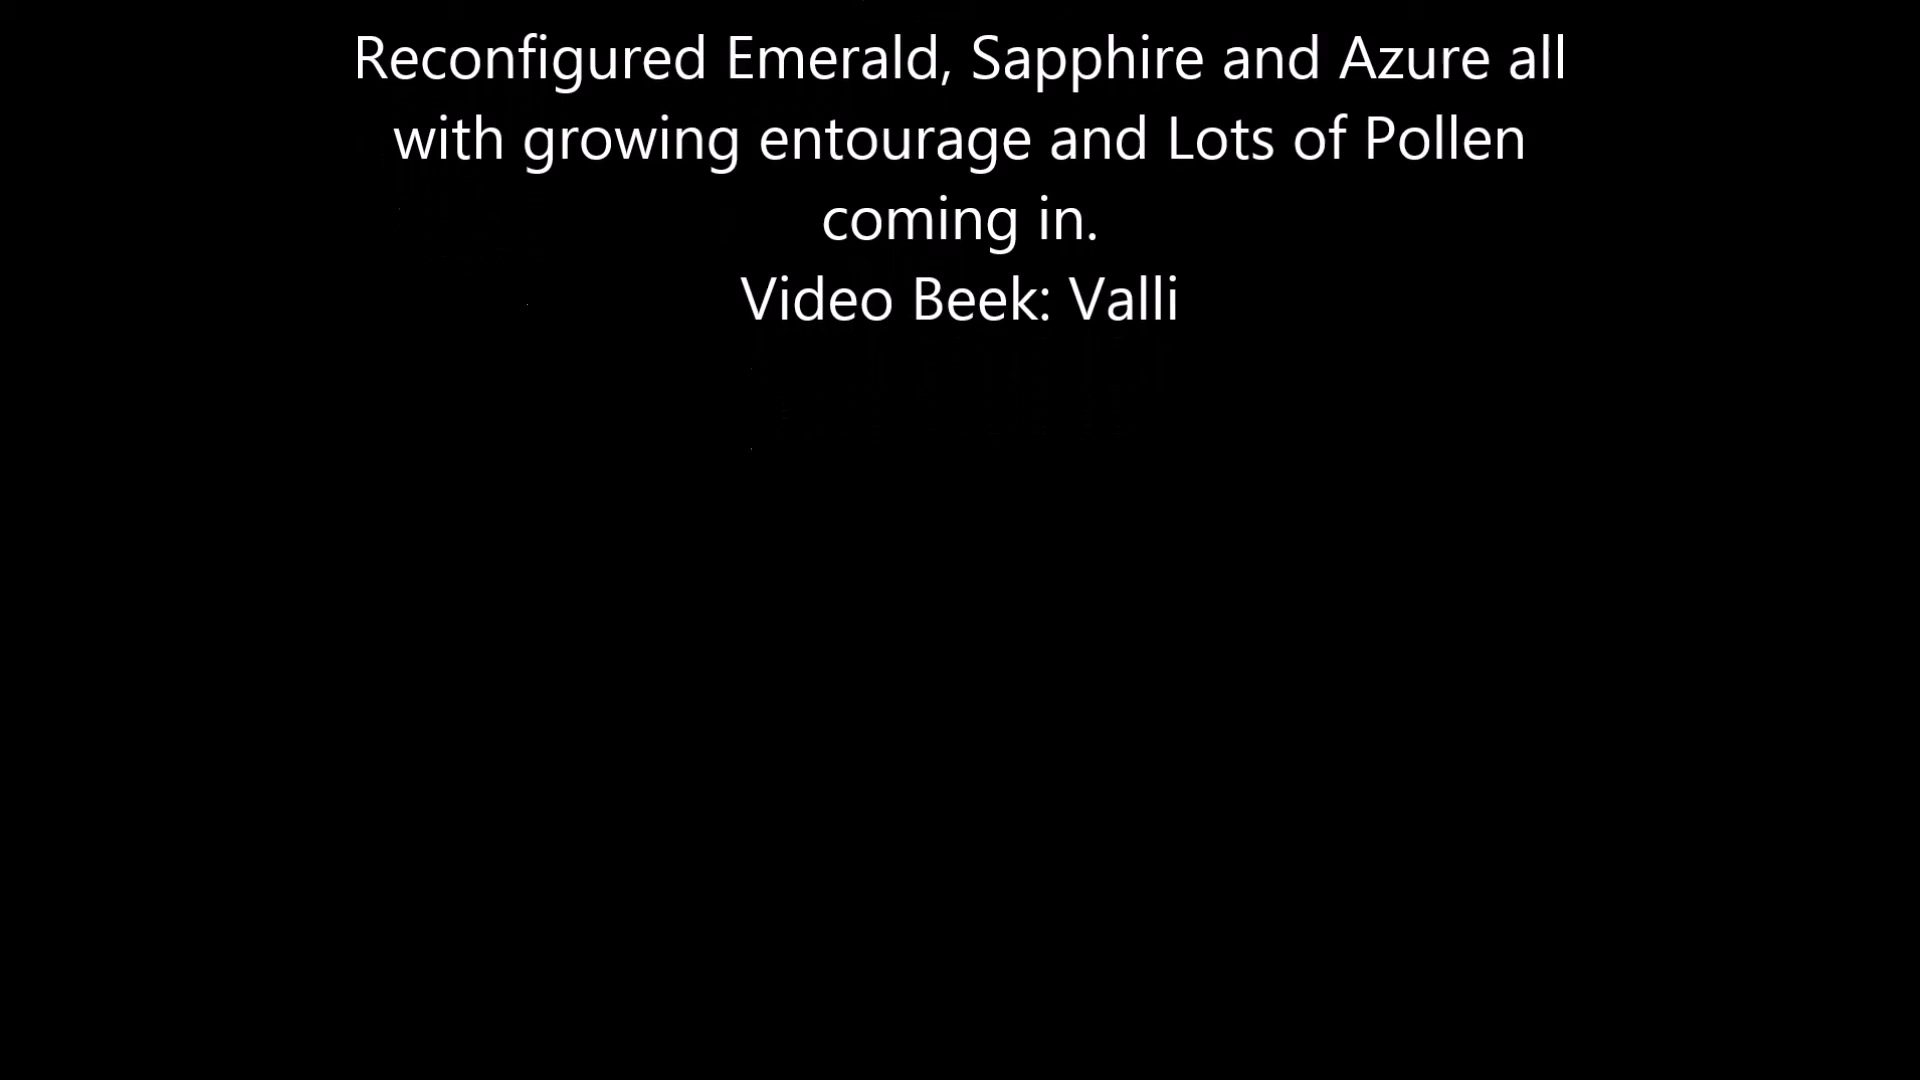 Reconfigured Emerald, Sapphire and Azure all
with growing entourage and Lots of Pollen
coming in.
Video Beek: Valli